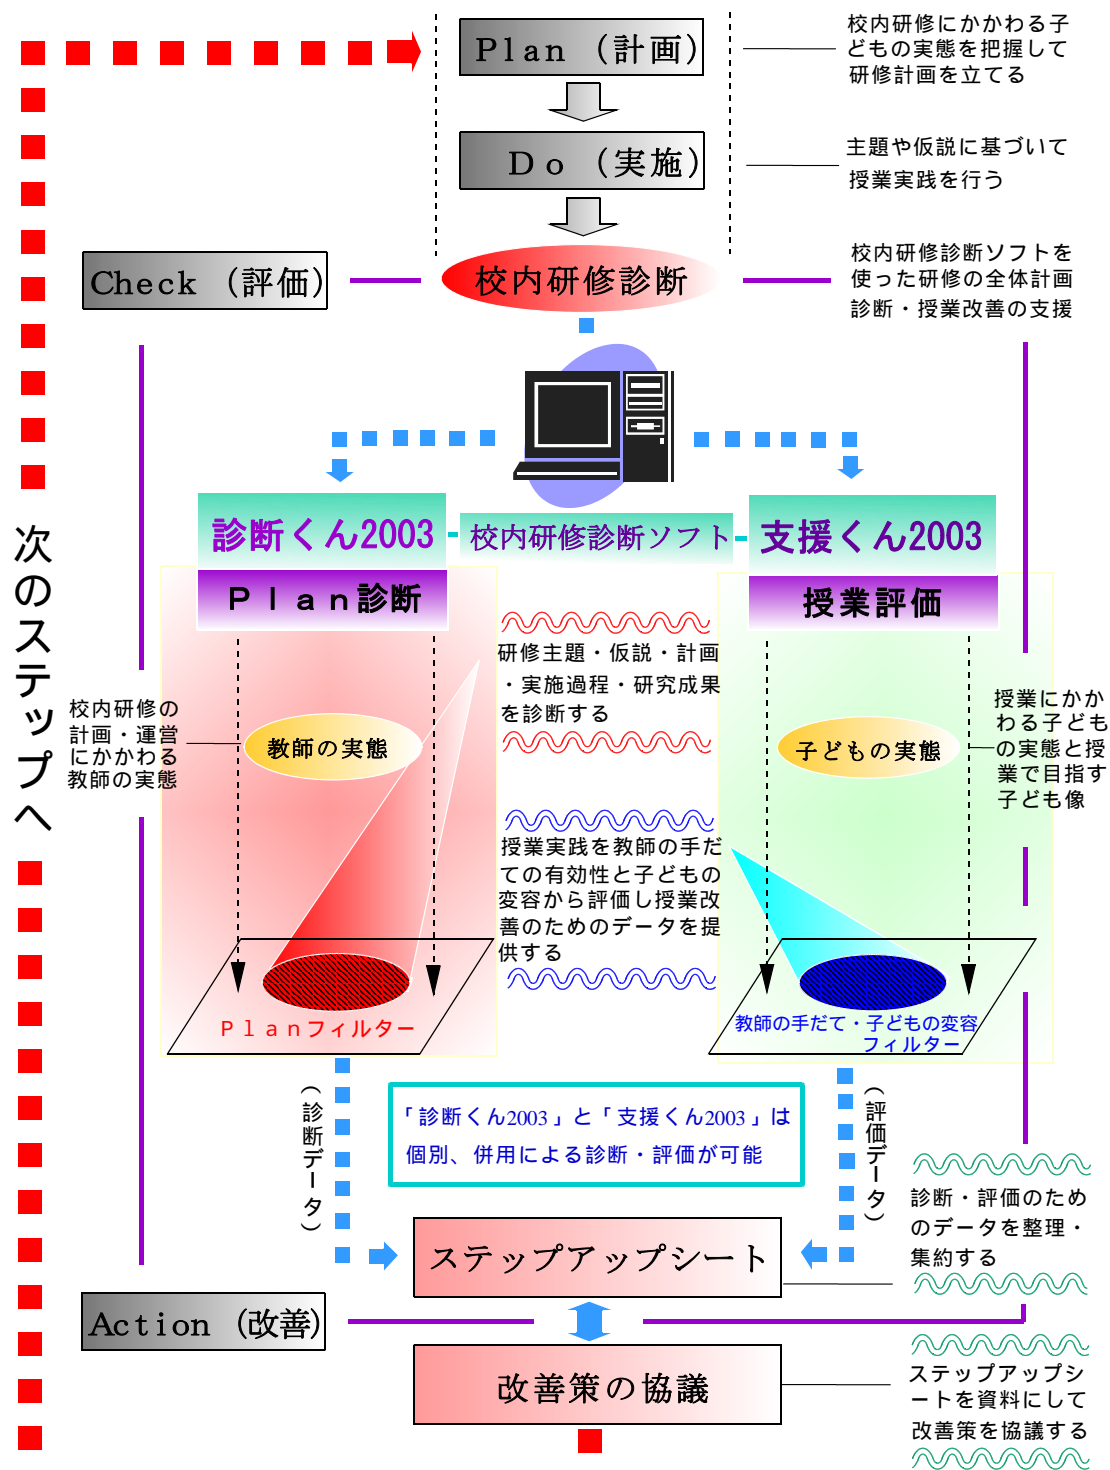 Plan（計画）
校内研修にかかわる子
どもの実態を把握して
研修計画を立てる
Do（実施）
主題や仮説に基づいて
授業実践を行う
Check（評価）
校内研修診断
校内研修診断ソフトを
使った研修の全体計画
診断・授業改善の支援
診断くん2003
校内研修診断ソフト
支援くん2003
Ｐｌａｎ診断
授業評価
次のステップへ
研修主題・仮説・計画
・実施過程・研究成果
を診断する
校内研修の
計画・運営
にかかわる
教師の実態
教師の実態
子どもの実態
授業にかか
わる子ども
の実態と授
業で目指す
子ども像
授業実践を教師の手だ
ての有効性と子どもの
変容から評価し授業改
善のためのデータを提
供する
Ｐｌａｎフィルター
教師の手だて・子どもの変容
フィルター
（診断データ）
「診断くん2003」と「支援くん2003」は
個別、併用による診断・評価が可能
（評価データ）
診断・評価のため
のデータを整理・
集約する
ステップアップシート
Action（改善）
改善策の協議
ステップアップシ
ートを資料にして
改善策を協議する